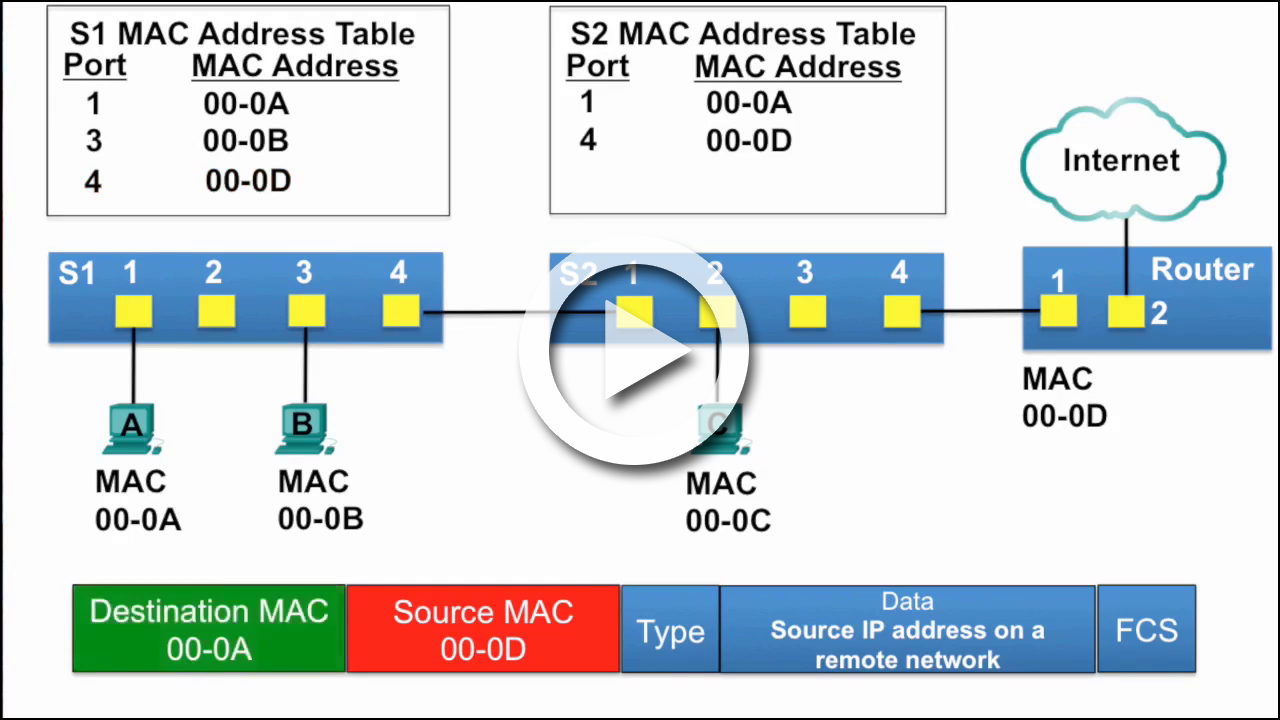 S1 MAC Address Table
Port MAC Address
1 00-0A
3 00-0B
4 00-0D
S2 MAC Address Table
Port MAC Address
1 00-0A
4 00-0D
Internet
S1 1 2 3 4
S2 1 2 3 4
1 Router
2
MAC
00-0D
A
B
C
MAC
00-0A
MAC
00-0B
MAC
00-0C
Destination MAC
00-0A
Source MAC
00-0D
Type
Data
Source IP address on a
remote network
FCS